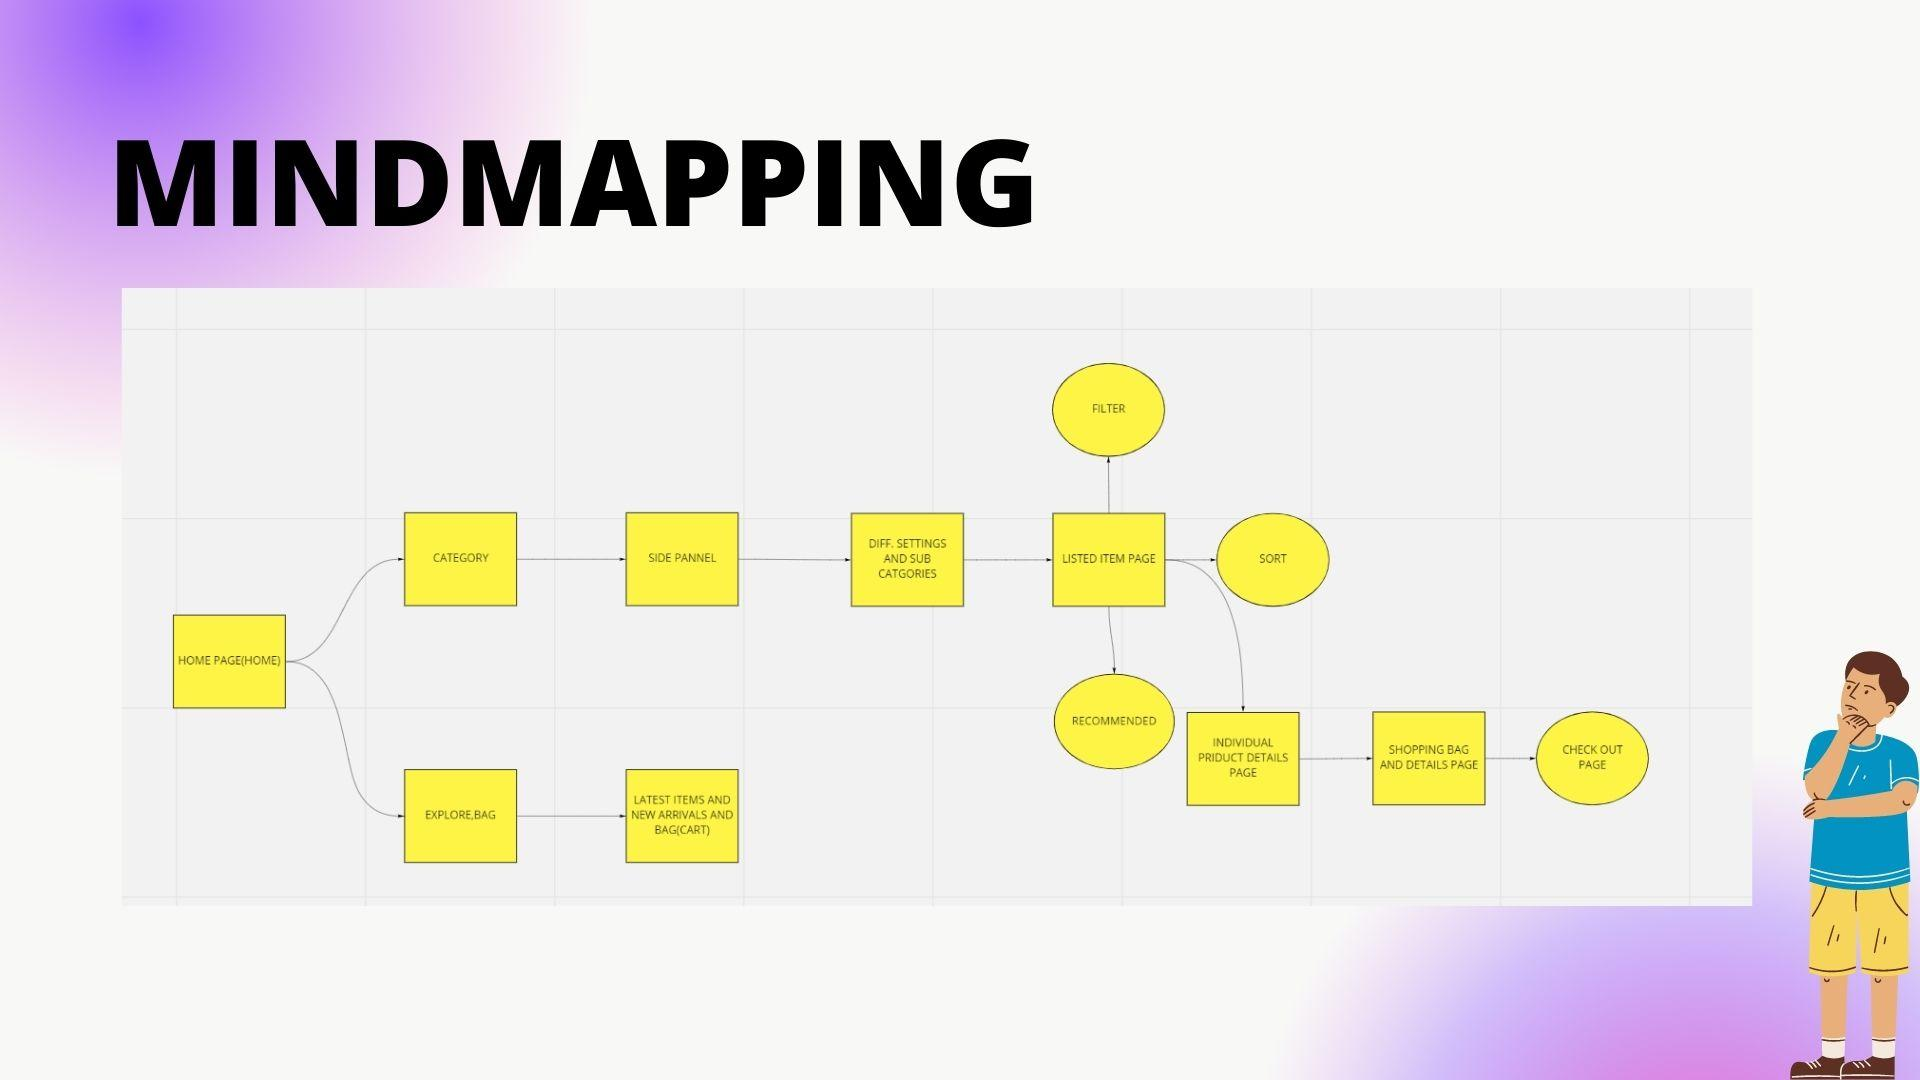 MINDMAPPING
FILTER
CATEGORY
SIDE PANNEL
DIFF. SETTINGS
AND SUB
CATGORIES
LISTED ITEM PAGE
SORT
HOME PAGE(HOME)
RECOMMENDED
INDIVIDUAL
PRIDUCT DETAILS
PAGE
SHOPPING BAG
AND DETAILS PAGE
CHECK OUT
PAGE
EXPLORE,BAG
LATEST ITEMS AND
NEW ARRIVALS AND
BAG(CART)